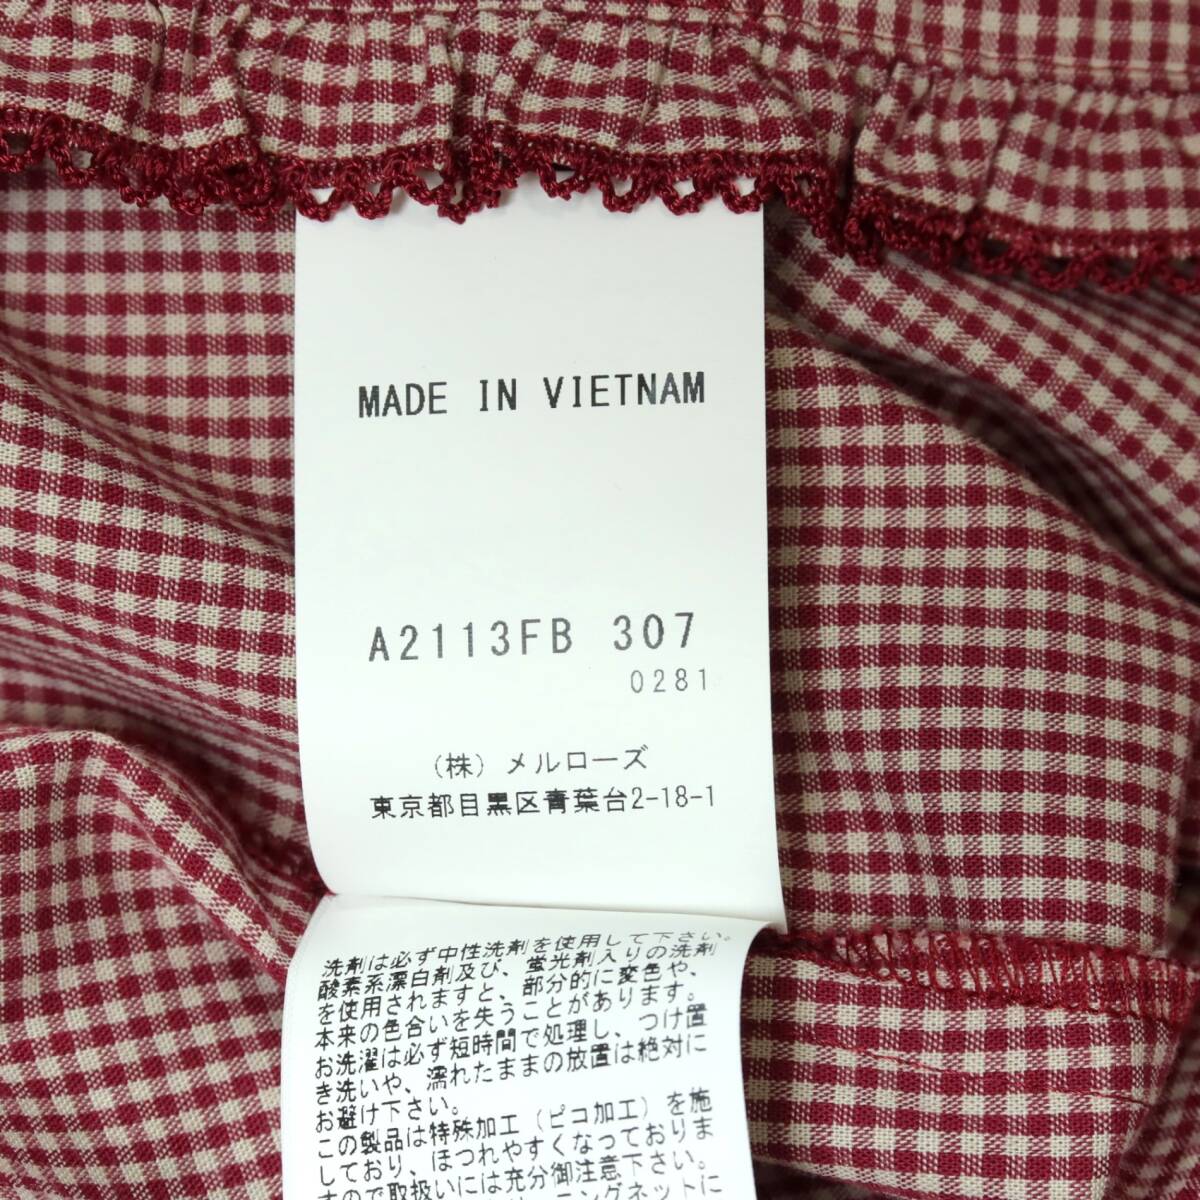 MADE IN VIETNAM
A2113FB 307
0281
(株) メルローズ
東京都目黒区青葉台2-18-1
洗剤は必ず中性洗剤を使用して下さい。
酸素系漂白剤及び、蛍光剤入りの洗剤
を使用されますと、部分的に変色や、
本来の色合いを失うことがあります。
お洗濯は必ず短時間で処理し、つけ置
き洗いや、濡れたままの放置は絶対に
お避け下さい。
この製品は特殊加工(ピコ加工)を施
しており、ほつれやすくなっておりま
すので取扱いには充分御注意下さい。
ングネットに